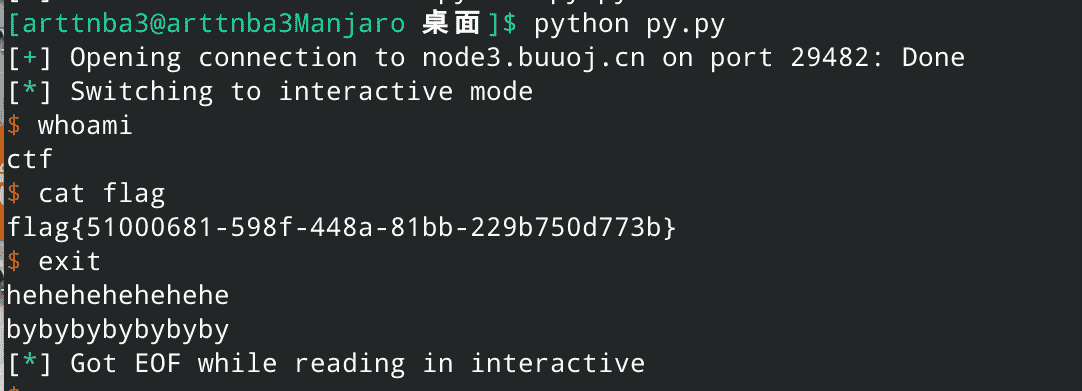 [arttnba3@arttnba3Manjaro 桌面]$ python py.py
[+] Opening connection to node3.buuoj.cn on port 29482: Done
[*] Switching to interactive mode
$ whoami
ctf
$ cat flag
flag{51000681-598f-448a-81bb-229b750d773b}
$ exit
hehehehehehehe
bybybybybybyby
[*] Got EOF while reading in interactive